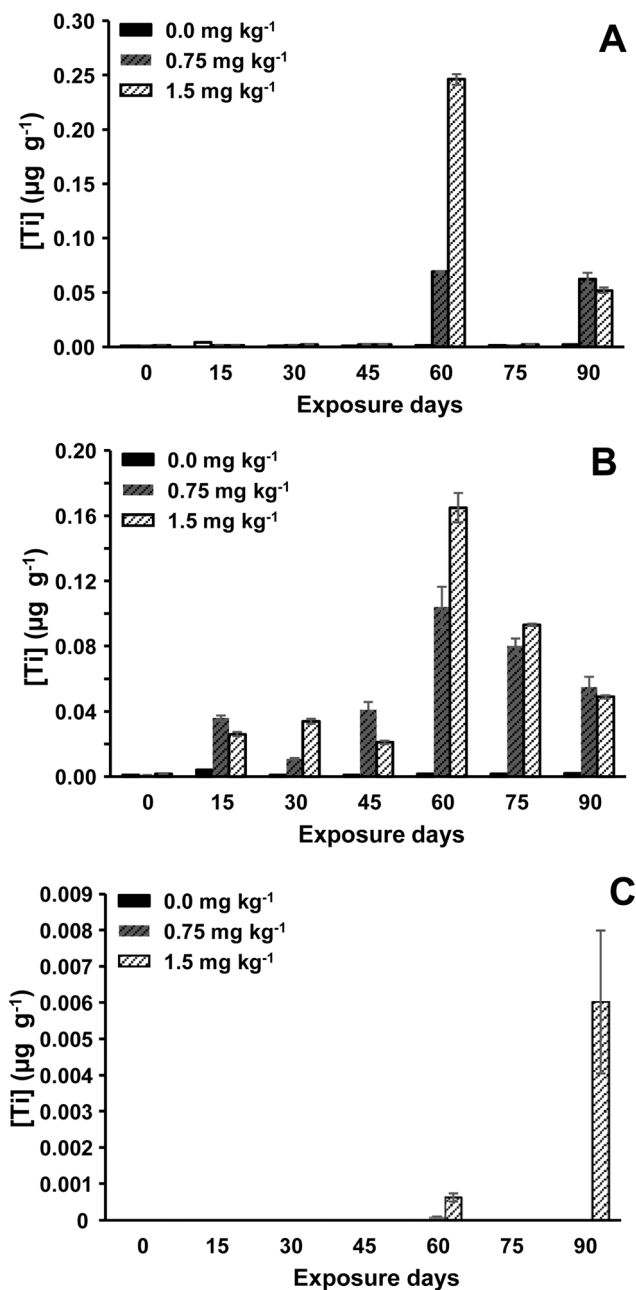 A
0.0 mg kg⁻¹
0.75 mg kg⁻¹
1.5 mg kg⁻¹
[Ti] (µg g⁻¹)
0.30
0.25
0.20
0.15
0.10
0.05
0.00
0 15 30 45 60 75 90
Exposure days
B
0.0 mg kg⁻¹
0.75 mg kg⁻¹
1.5 mg kg⁻¹
[Ti] (µg g⁻¹)
0.20
0.16
0.12
0.08
0.04
0.00
0 15 30 45 60 75 90
Exposure days
C
0.0 mg kg⁻¹
0.75 mg kg⁻¹
1.5 mg kg⁻¹
[Ti] (µg g⁻¹)
0.009
0.008
0.007
0.006
0.005
0.004
0.003
0.002
0.001
0
0 15 30 45 60 75 90
Exposure days